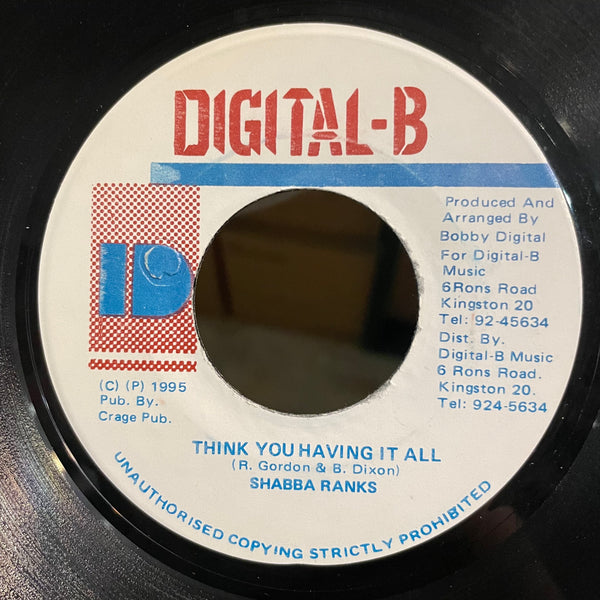 DIGITAL-B
Produced And
Arranged By
Bobby Digital
For Digital-B
Music
6Rons Road
Kingston 20
Tel: 92-45634
Dist. By.
Digital-B Music
6 Rons Road.
Kingston 20.
Tel: 924-5634
(C) (P) 1995
Pub. By.
Crage Pub.
THINK YOU HAVING IT ALL
(R. Gordon & B. Dixon)
SHABBA RANKS
UNAUTHORISED COPYING STRICTLY PROHIBITED